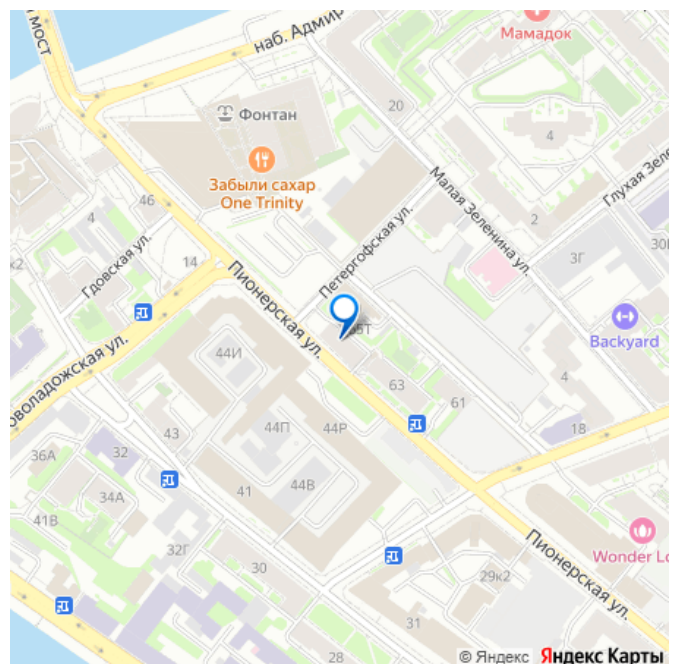 й мост
наб. Адмир
Мамадок
Фонтан
20
4
Забыли сахар
One Trinity
Малая Зеленина ул.
Глухая Зеле
46
4
2
Петергофская ул.
Гдовская ул.
к2
14
Пионерская ул.
3Г
30
65Т
Backyard
44И
оволадожская ул.
63
61
4
43
44П
44Р
18
36А
32
41
44В
34А
41В
32Г
30
Пионерская ул.
Wonder Lo
29к2
31
28
© Яндекс Яндекс Карты